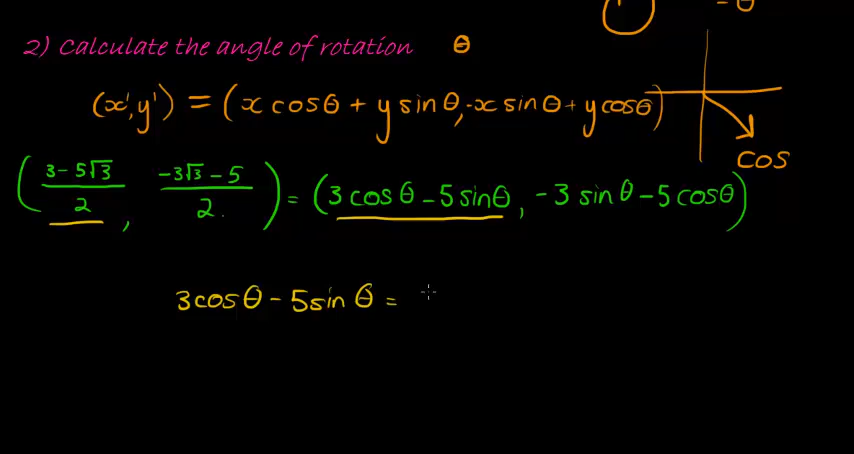 - θ
2) Calculate the angle of rotation θ
(x',y') = (x cosθ + y sinθ, -x sinθ + y cosθ)
cos
(3-5√3/2, -3√3-5/2.) = (3 cosθ - 5 sinθ, -3 sinθ - 5 cosθ)
3cosθ - 5sinθ =